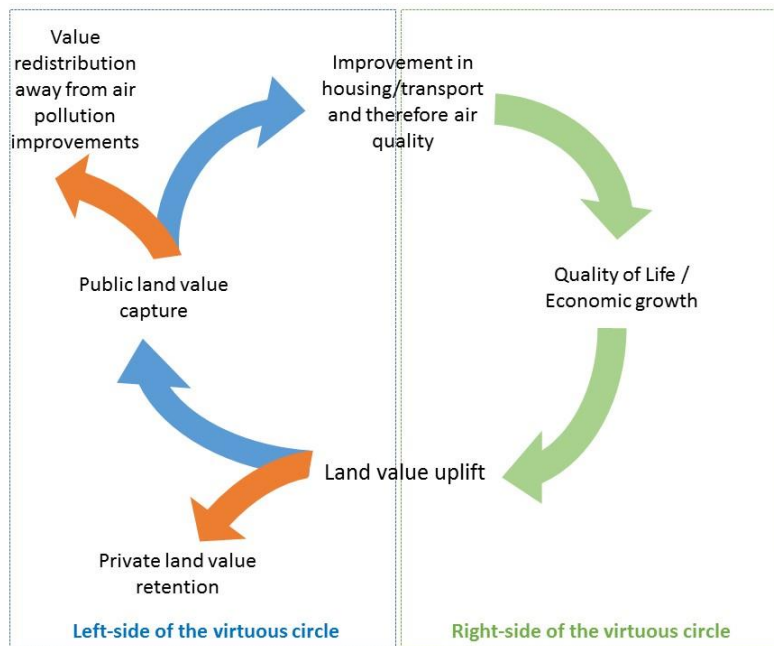 Value
redistribution
away from air
pollution
improvements
Improvement in
housing/transport
and therefore air
quality
Public land value
capture
Quality of Life /
Economic growth
Land value uplift
Private land value
retention
Left-side of the virtuous circle
Right-side of the virtuous circle